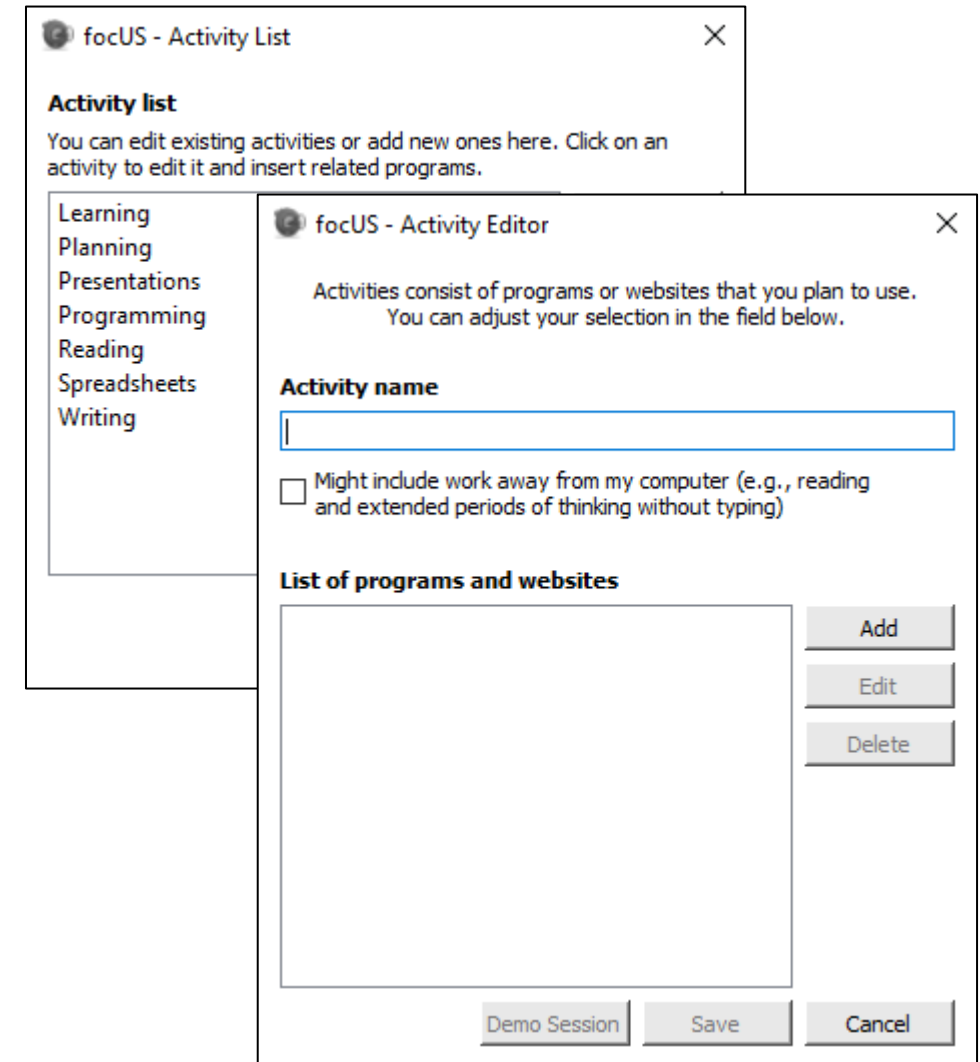 focUS - Activity List
Activity list
You can edit existing activities or add new ones here. Click on an
activity to edit it and insert related programs.
Learning
Planning
Presentations
Programming
Reading
Spreadsheets
Writing
focUS - Activity Editor
Activities consist of programs or websites that you plan to use.
You can adjust your selection in the field below.
Activity name
Might include work away from my computer (e.g., reading
and extended periods of thinking without typing)
List of programs and websites
Add
Edit
Delete
Demo Session
Save
Cancel